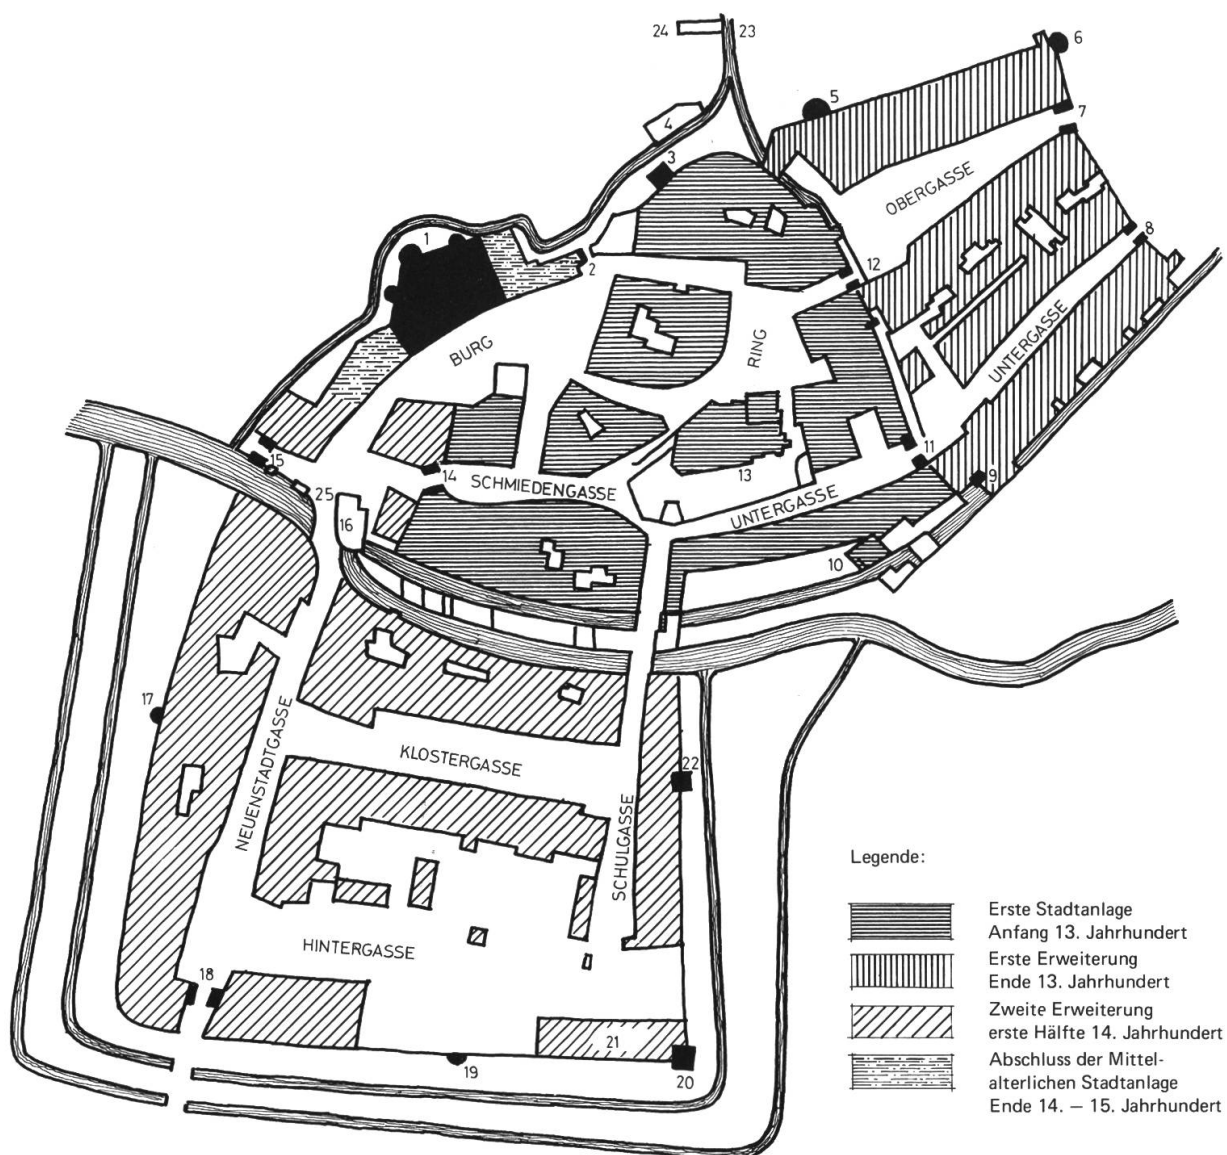 24
23
6
5
7
4
3
OBERGASSE
8
1
2
12
BURG
RING
UNTERGASSE
15
14
SCHMIEDENGASSE
13
11
25
UNTERGASSE
9
16
10
17
NEUENSTADTGASSE
KLOSTERGASSE
22
SCHULGASSE
HINTERGASSE
18
21
19
20
Legende:
Erste Stadtanlage
Anfang 13. Jahrhundert
Erste Erweiterung
Ende 13. Jahrhundert
Zweite Erweiterung
erste Hälfte 14. Jahrhundert
Abschluss der Mittel-
alterlichen Stadtanlage
Ende 14. – 15. Jahrhundert